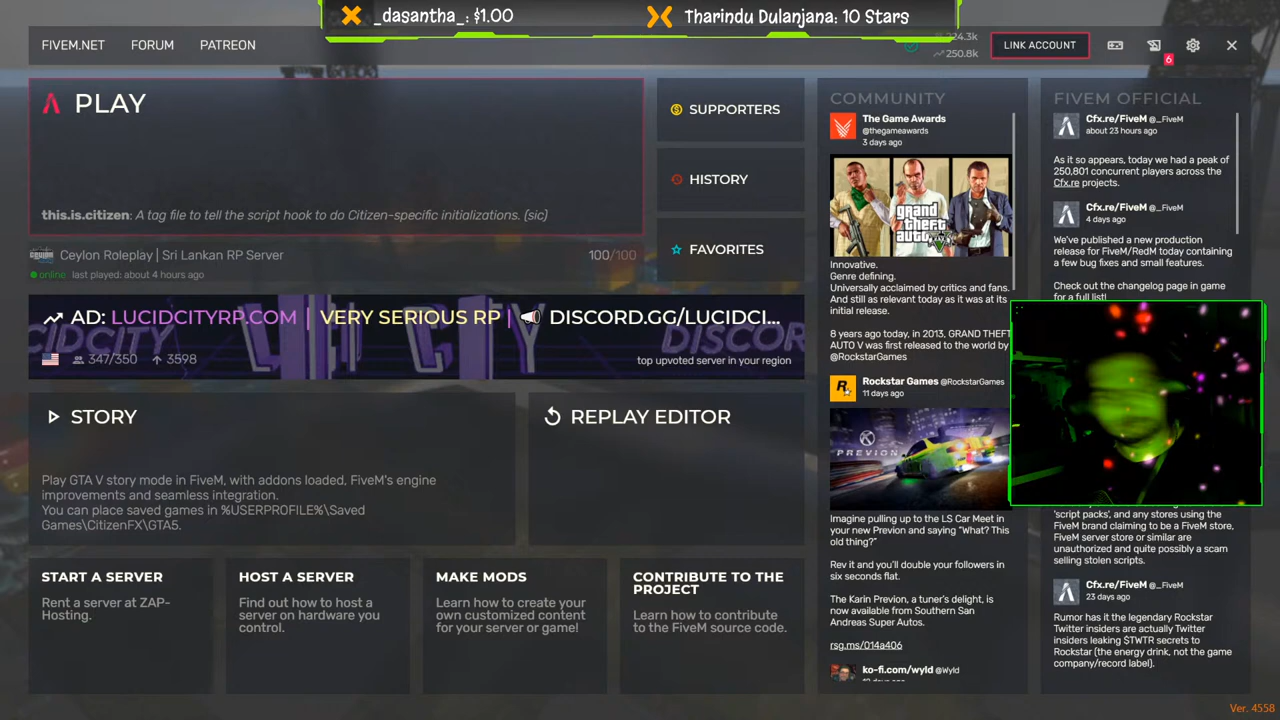 _dasantha_: $1.00
Tharindu Dulanjana: 10 Stars
FIVEM.NET
FORUM
PATREON
224.3k
250.8k
LINK ACCOUNT
6
PLAY
this.is.citizen: A tag file to tell the script hook to do Citizen-specific initializations. (sic)
Ceylon Roleplay | Sri Lankan RP Server
100/100
online last played: about 4 hours ago
SUPPORTERS
HISTORY
FAVORITES
AD: LUCIDCITYRP.COM | VERY SERIOUS RP | DISCORD.GG/LUCIDCI...
347/350
3598
top upvoted server in your region
STORY
Play GTA V story mode in FiveM, with addons loaded, FiveM's engine
improvements and seamless integration.
You can place saved games in %USERPROFILE%\Saved
Games\CitizenFX\GTA5.
REPLAY EDITOR
START A SERVER
Rent a server at ZAP-
Hosting.
HOST A SERVER
Find out how to host a
server on hardware you
control.
MAKE MODS
Learn how to create your
own customized content
for your server or game!
CONTRIBUTE TO THE
PROJECT
Learn how to contribute
to the FiveM source code.
COMMUNITY
The Game Awards
@thegameawards
3 days ago
grand
theft
auto
Innovative.
Genre defining.
Universally acclaimed by critics and fans.
And still as relevant today as it was at its
initial release.
8 years ago today, in 2013, GRAND THEFT
AUTO V was first released to the world by
@RockstarGames
Rockstar Games @RockstarGames
11 days ago
PREVION
Imagine pulling up to the LS Car Meet in
your new Previon and saying "What? This
old thing?"
Rev it and you'll double your followers in
six seconds flat.
The Karin Previon, a tuner's delight, is
now available from Southern San
Andreas Super Autos.
rsg.ms/014a406
ko-fi.com/wyld @Wyld
FIVEM OFFICIAL
Cfx.re/FiveM @_FiveM
about 23 hours ago
As it so appears, today we had a peak of
250,801 concurrent players across the
Cfx.re projects.
Cfx.re/FiveM @_FiveM
4 days ago
We've published a new production
release for FiveM/RedM today containing
a few bug fixes and small features.
Check out the changelog page in game
for a full list!
'script packs', and any stores using the
FiveM brand claiming to be a FiveM store,
FiveM server store or similar are
unauthorized and quite possibly a scam
selling stolen scripts.
Cfx.re/FiveM @_FiveM
23 days ago
Rumor has it the legendary Rockstar
Twitter insiders are actually Twitter
insiders leaking $TWTR secrets to
Rockstar (the energy drink, not the game
company/record label).
Ver. 4558